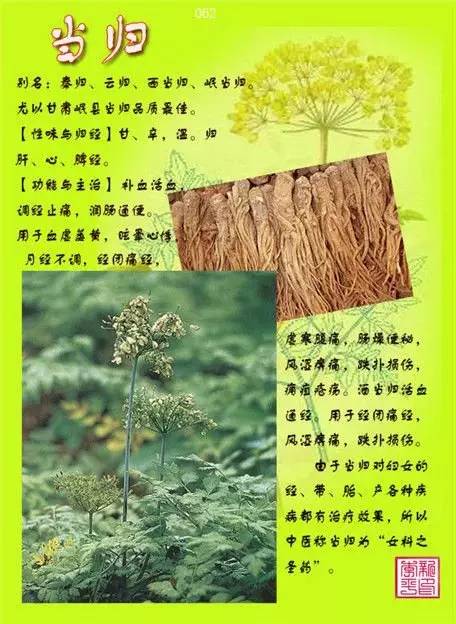 062
当归
别名：秦归、云归、西当归、岷当归。
尤以甘肃岷县当归品质最佳。
【性味与归经】甘、辛，温。归
肝、心、脾经。
【功能与主治】补血活血，
调经止痛，润肠通便。
用于血虚萎黄，眩晕心悸，
月经不调，经闭痛经，
虚寒腹痛，肠燥便秘，
风湿痹痛，跌扑损伤，
痈疽疮疡。酒当归活血
通经，用于经闭痛经，
风湿痹痛，跌扑损伤。
由于当归对妇女的
经、带、胎、产各种疾
病都有治疗效果，所以
中医称当归为“女科之
圣药”。